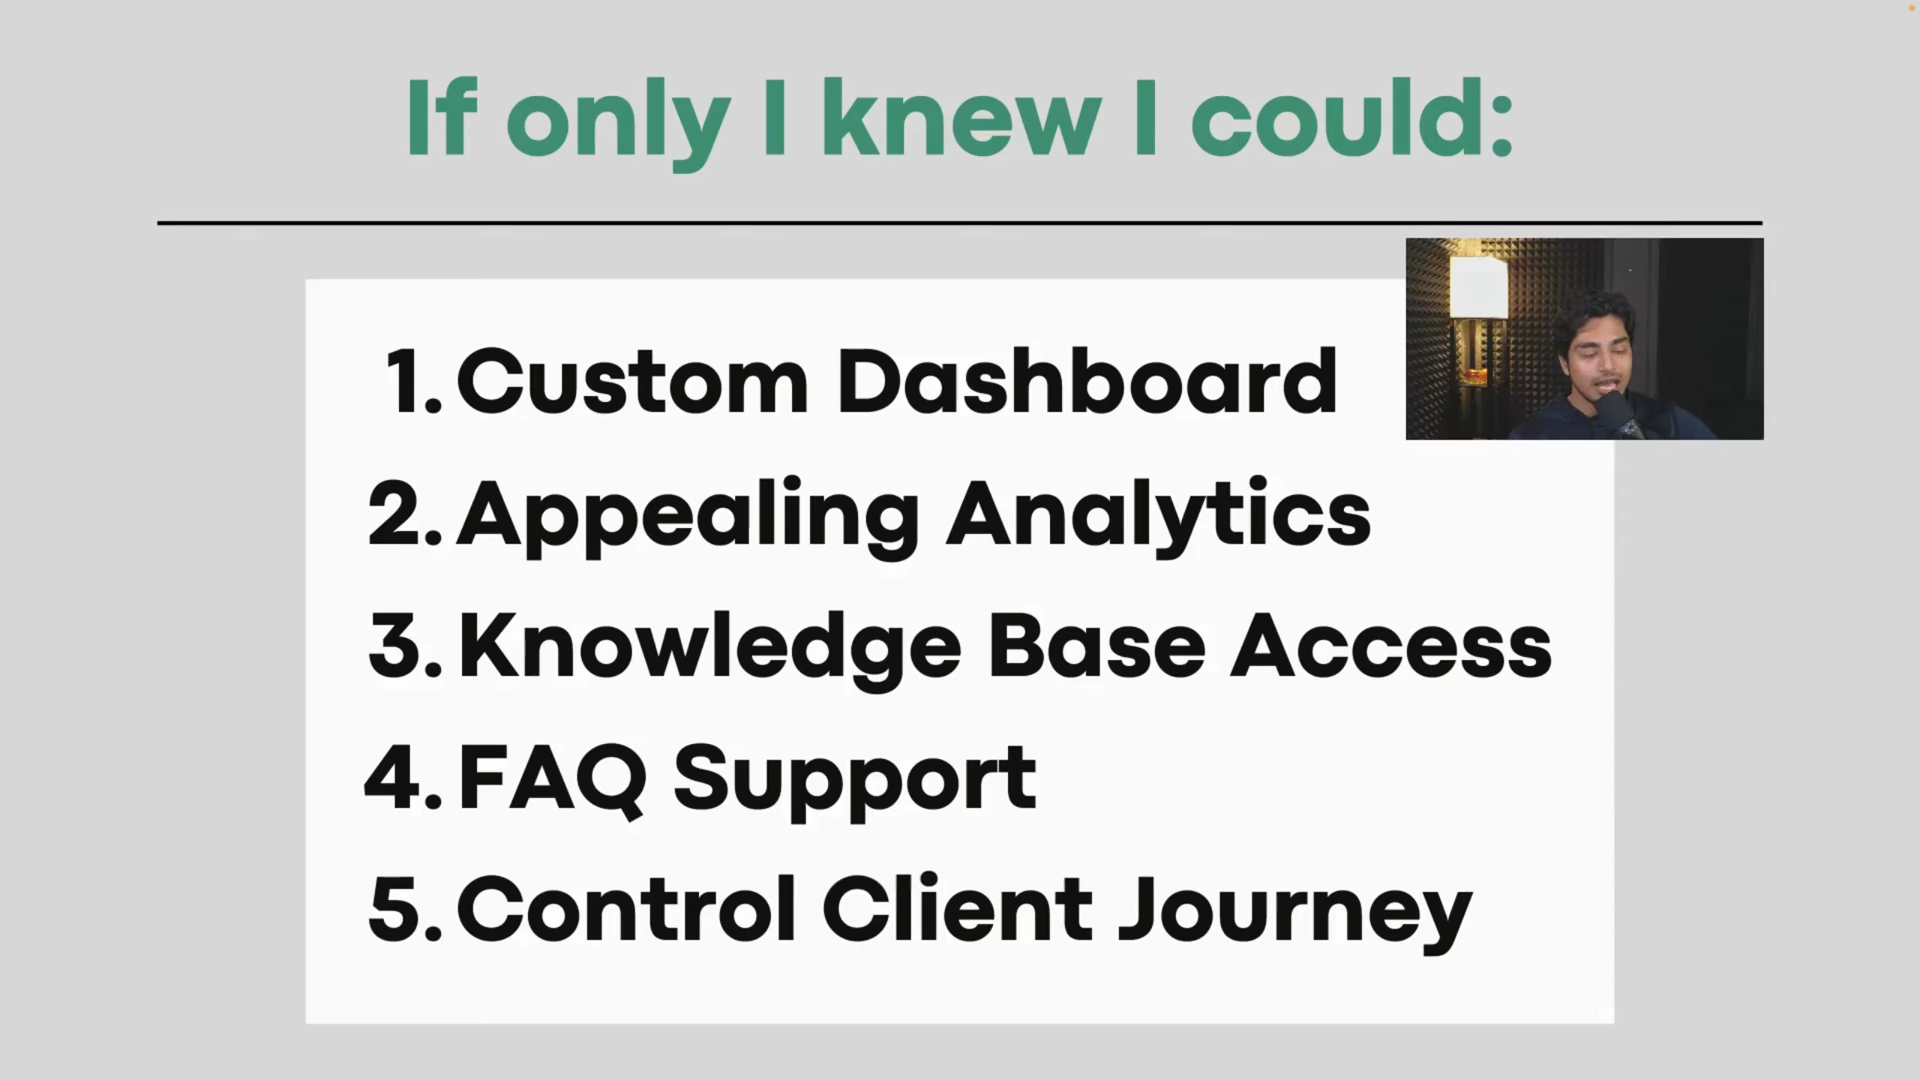 If only I knew I could:
1. Custom Dashboard
2. Appealing Analytics
3. Knowledge Base Access
4. FAQ Support
5. Control Client Journey